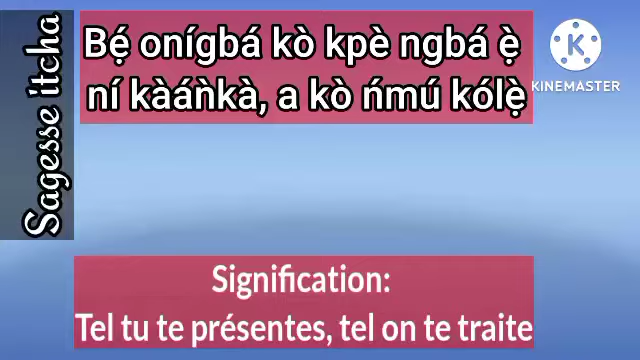 Sagesse itcha
Bẹ́ onígbá kò kpè ngbá ẹ̀
ní kàáǹkà, a kò ńmú kólẹ̀
KINEMASTER
Signification:
Tel tu te présentes, tel on te traite